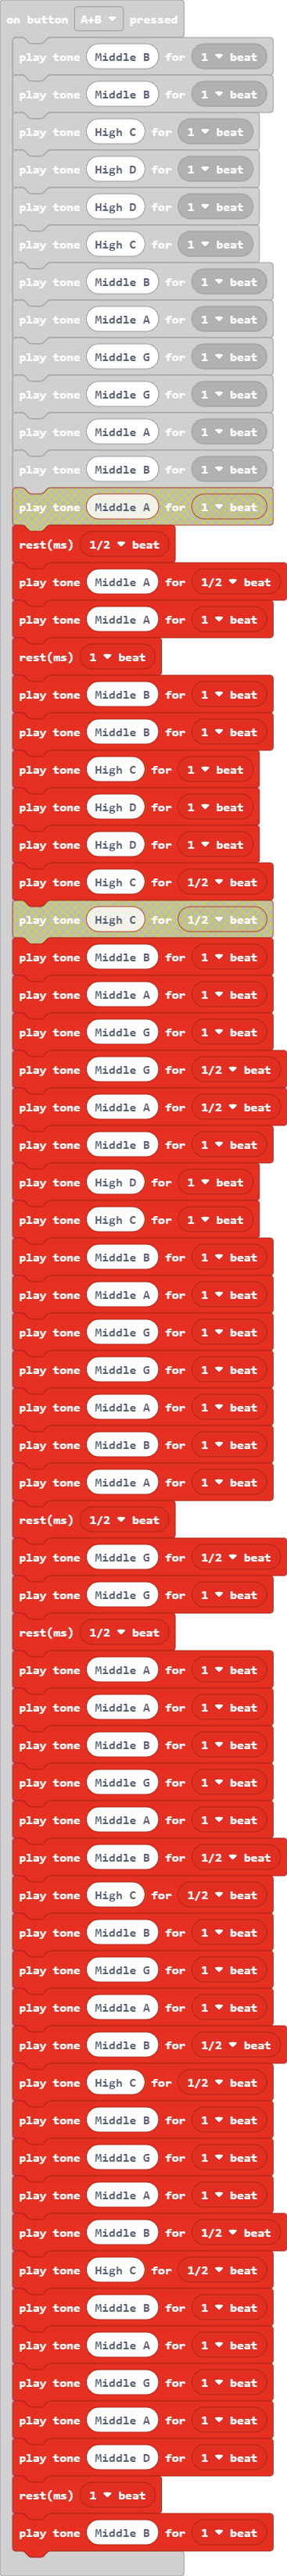 on button A+B pressed
play tone Middle B for 1 beat
play tone Middle B for 1 beat
play tone High C for 1 beat
play tone High D for 1 beat
play tone High D for 1 beat
play tone High C for 1 beat
play tone Middle B for 1 beat
play tone Middle A for 1 beat
play tone Middle G for 1 beat
play tone Middle G for 1 beat
play tone Middle A for 1 beat
play tone Middle B for 1 beat
play tone Middle A for 1 beat
rest(ms) 1/2 beat
play tone Middle A for 1/2 beat
play tone Middle A for 1 beat
rest(ms) 1 beat
play tone Middle B for 1 beat
play tone Middle B for 1 beat
play tone High C for 1 beat
play tone High D for 1 beat
play tone High D for 1 beat
play tone High C for 1/2 beat
play tone High C for 1/2 beat
play tone Middle B for 1 beat
play tone Middle A for 1 beat
play tone Middle G for 1 beat
play tone Middle G for 1/2 beat
play tone Middle A for 1/2 beat
play tone Middle B for 1 beat
play tone High D for 1 beat
play tone High C for 1 beat
play tone Middle B for 1 beat
play tone Middle A for 1 beat
play tone Middle G for 1 beat
play tone Middle G for 1 beat
play tone Middle A for 1 beat
play tone Middle B for 1 beat
play tone Middle A for 1 beat
rest(ms) 1/2 beat
play tone Middle G for 1/2 beat
play tone Middle G for 1 beat
rest(ms) 1/2 beat
play tone Middle A for 1 beat
play tone Middle A for 1 beat
play tone Middle B for 1 beat
play tone Middle G for 1 beat
play tone Middle A for 1 beat
play tone Middle B for 1/2 beat
play tone High C for 1/2 beat
play tone Middle B for 1 beat
play tone Middle G for 1 beat
play tone Middle A for 1 beat
play tone Middle B for 1/2 beat
play tone High C for 1/2 beat
play tone Middle B for 1 beat
play tone Middle G for 1 beat
play tone Middle A for 1 beat
play tone Middle B for 1/2 beat
play tone High C for 1/2 beat
play tone Middle B for 1 beat
play tone Middle A for 1 beat
play tone Middle G for 1 beat
play tone Middle A for 1 beat
play tone Middle D for 1 beat
rest(ms) 1 beat
play tone Middle B for 1 beat